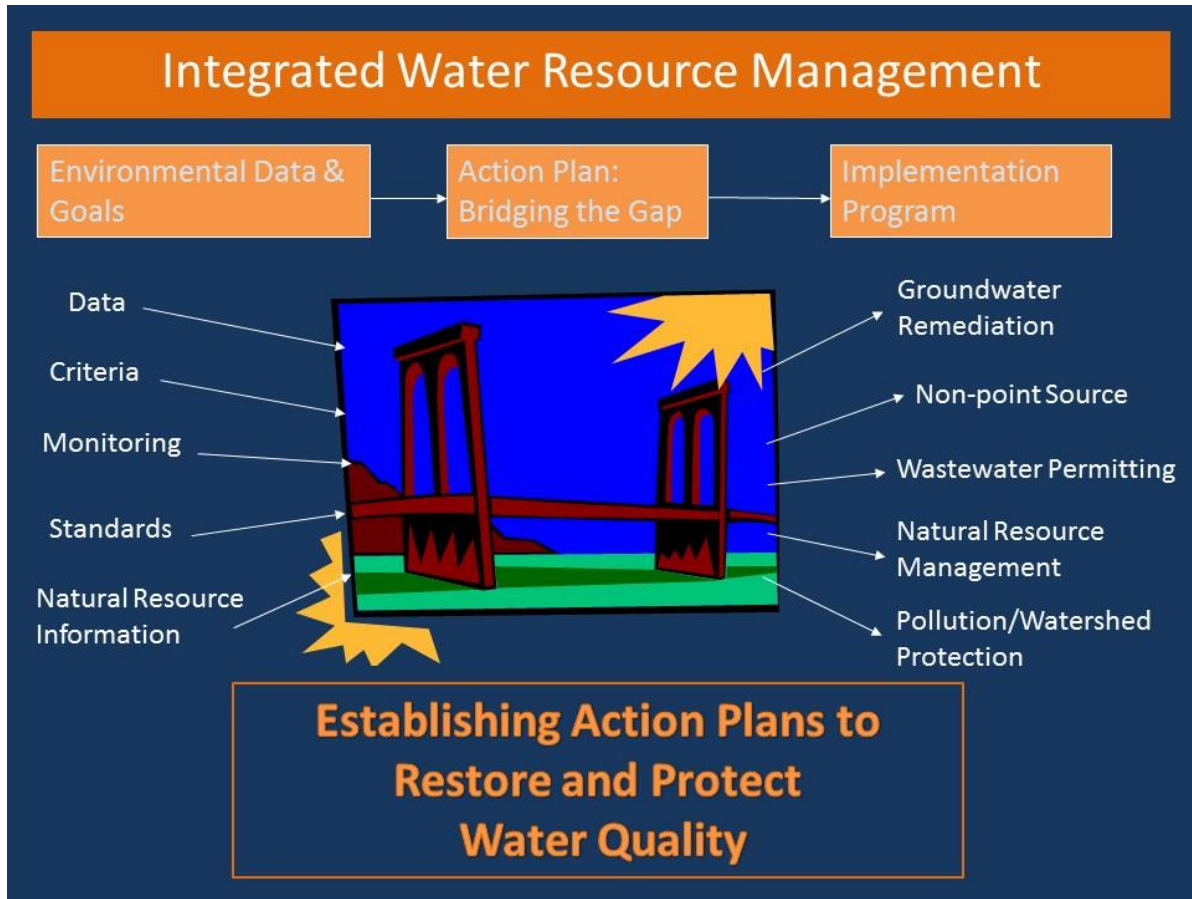 Integrated Water Resource Management
Environmental Data &
Goals
Action Plan:
Bridging the Gap
Implementation
Program
Data
Criteria
Monitoring
Standards
Natural Resource
Information
Groundwater
Remediation
Non-point Source
Wastewater Permitting
Natural Resource
Management
Pollution/Watershed
Protection
Establishing Action Plans to
Restore and Protect
Water Quality